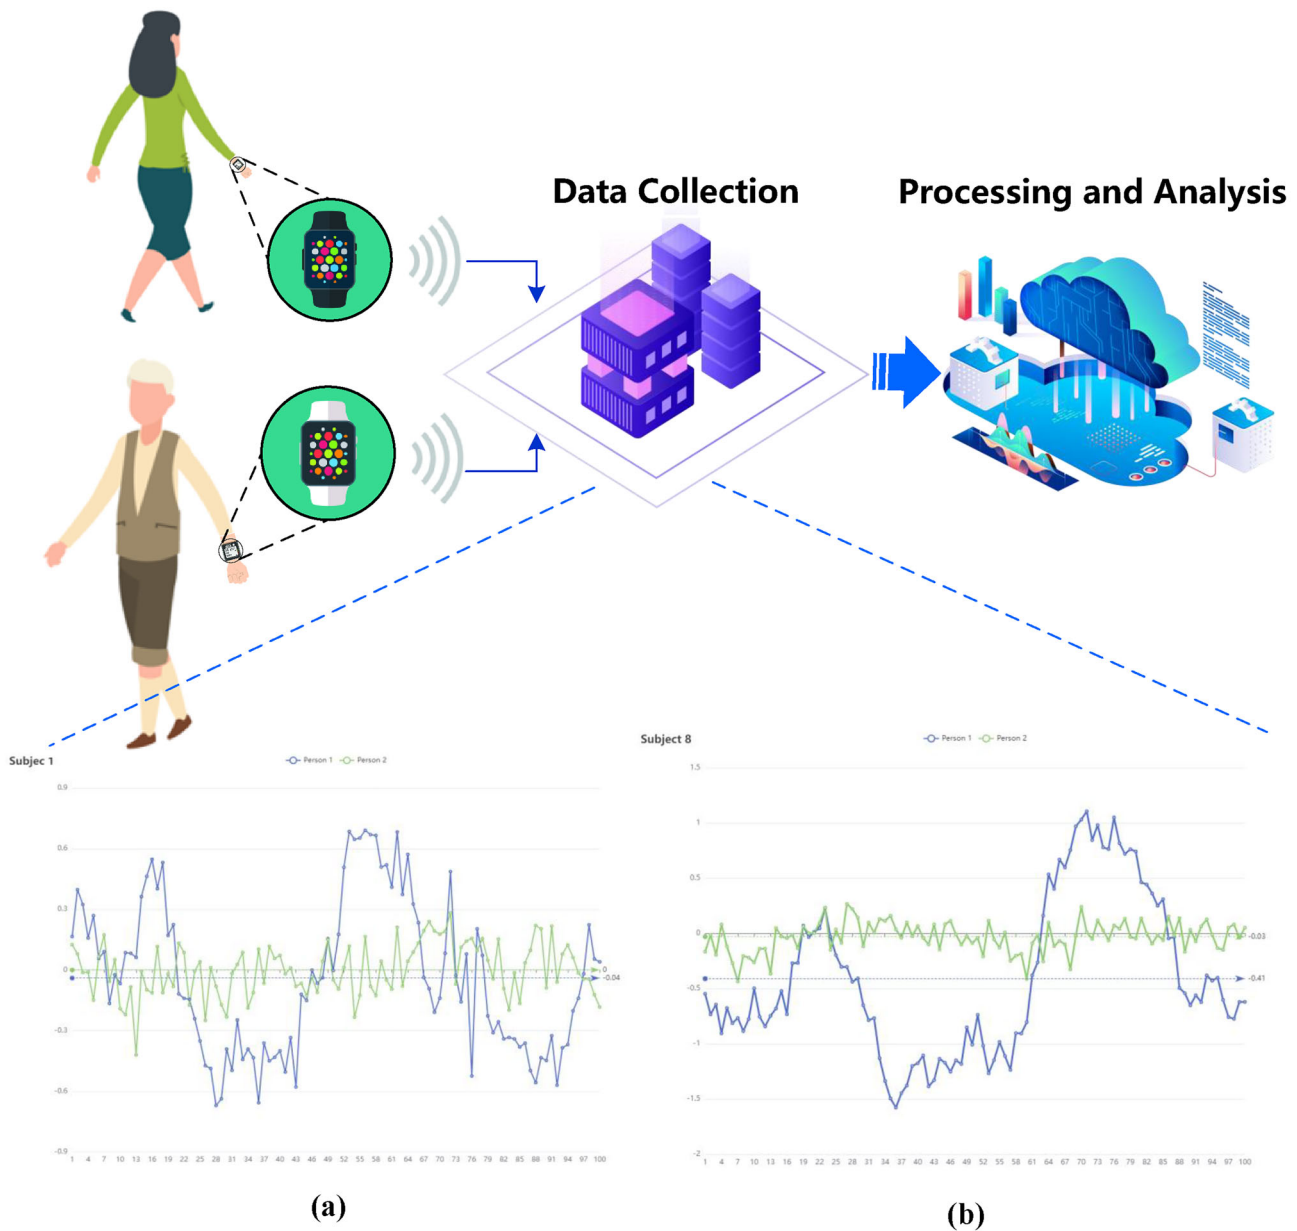 Data Collection
Processing and Analysis
Subjec 1
Person 1 Person 2
0.9
0.6
0.3
0
-0.3
-0.6
-0.9
0
-0.04
1 4 7 10 13 16 19 22 25 28 31 34 37 40 43 46 49 52 55 58 61 64 67 70 73 76 79 82 85 88 91 94 97 100
(a)
Subject 8
Person 1 Person 2
1.5
1
0.5
0
-0.5
-1
-1.5
-2
-0.03
-0.41
1 4 7 10 13 16 19 22 25 28 31 34 37 40 43 46 49 52 55 58 61 64 67 70 73 76 79 82 85 88 91 94 97 100
(b)